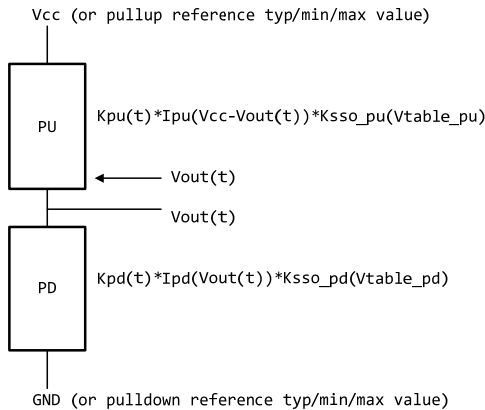 Vcc (or pullup reference typ/min/max value)
PU
Kpu(t)*Ipu(Vcc-Vout(t))*Ksso_pu(Vtable_pu)
Vout(t)
Vout(t)
PD
Kpd(t)*Ipd(Vout(t))*Ksso_pd(Vtable_pd)
GND (or pulldown reference typ/min/max value)